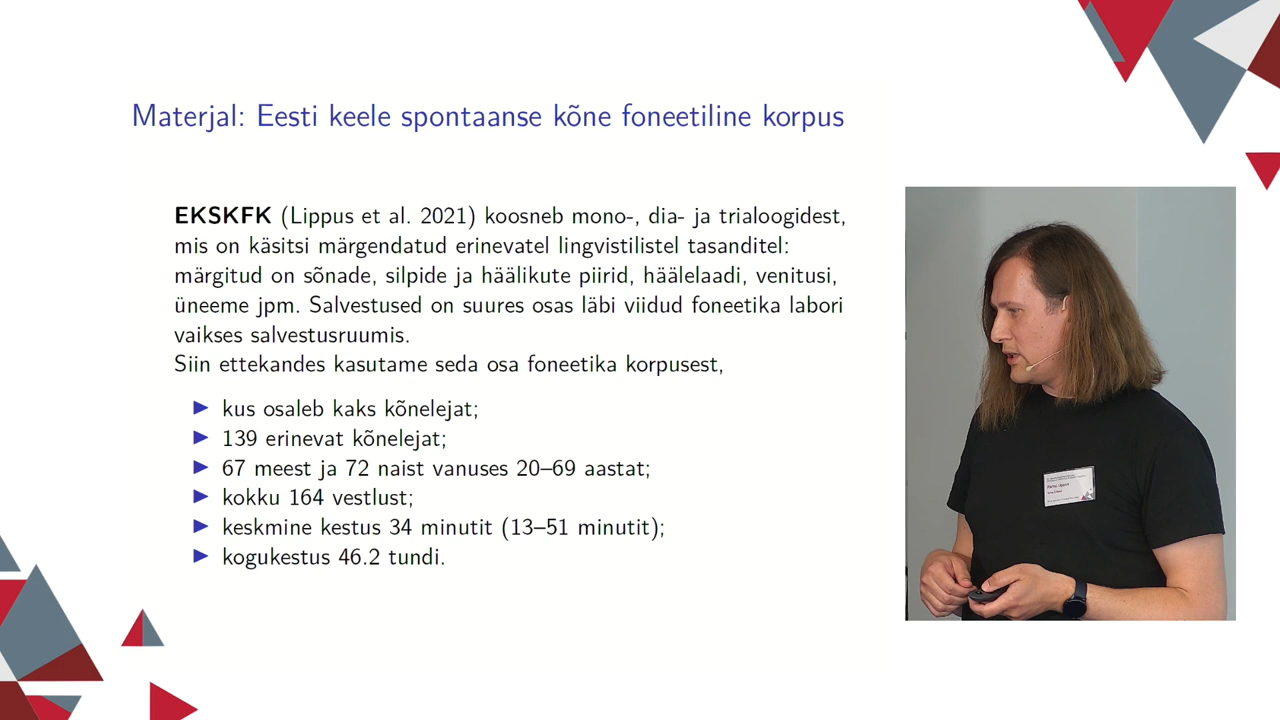 Materjal: Eesti keele spontaanse kõne foneetiline korpus
EKSKFK (Lippus et al. 2021) koosneb mono-, dia- ja trialoogidest,
mis on käsitsi märgendatud erinevatel lingvistilistel tasanditel:
märgitud on sõnade, silpide ja häälikute piirid, häälelaadi, venitusi,
üneeme jpm. Salvestused on suures osas läbi viidud foneetika labori
vaikses salvestusruumis.
Siin ettekandes kasutame seda osa foneetika korpusest,
kus osaleb kaks kõnelejat;
139 erinevat kõnelejat;
67 meest ja 72 naist vanuses 20–69 aastat;
kokku 164 vestlust;
keskmine kestus 34 minutit (13–51 minutit);
kogukestus 46.2 tundi.